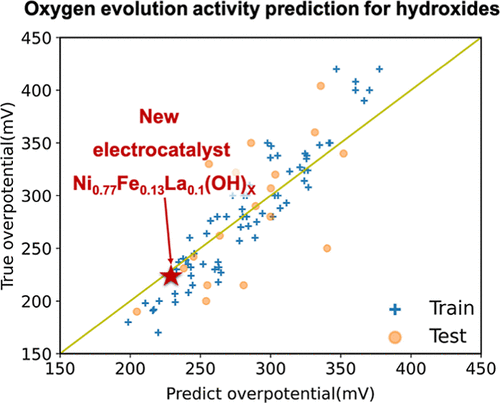 Oxygen evolution activity prediction for hydroxides
450
400
350
300
250
200
150
True overpotential(mV)
New
electrocatalyst
Ni0.77Fe0.13La0.1(OH)X
Train
Test
150
200
250
300
350
400
450
Predict overpotential(mV)